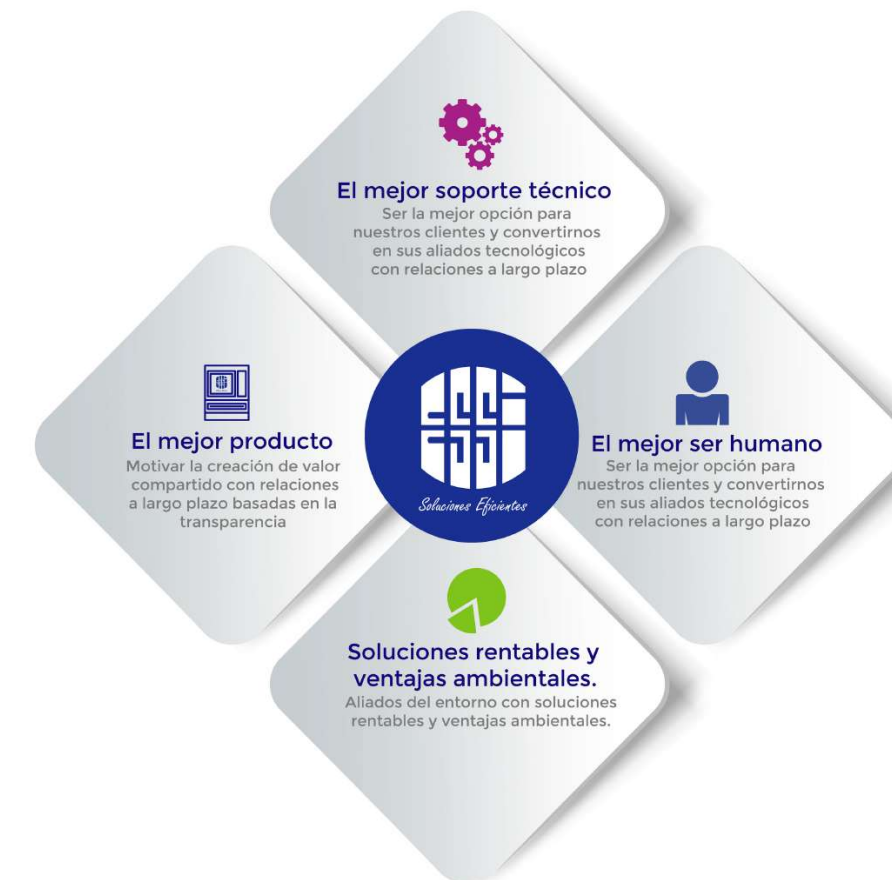 El mejor soporte técnico
Ser la mejor opción para
nuestros clientes y convertirnos
en sus aliados tecnológicos
con relaciones a largo plazo
El mejor producto
Motivar la creación de valor
compartido con relaciones
a largo plazo basadas en la
transparencia
Soluciones Eficientes
El mejor ser humano
Ser la mejor opción para
nuestros clientes y convertirnos
en sus aliados tecnológicos
con relaciones a largo plazo
Soluciones rentables y
ventajas ambientales.
Aliados del entorno con soluciones
rentables y ventajas ambientales.